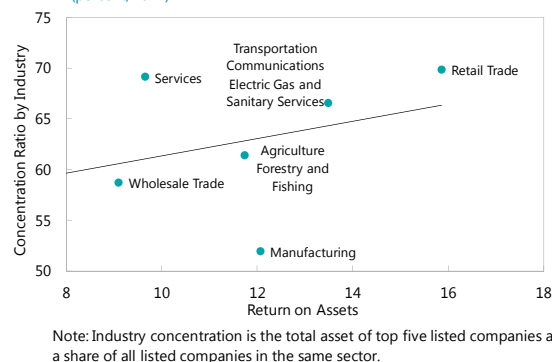 75
70
65
60
55
50
Concentration Ratio by Industry
Transportation
Communications
Electric Gas and
Sanitary Services
Services
Retail Trade
Agriculture
Forestry and
Fishing
Wholesale Trade
Manufacturing
8 10 12 14 16 18
Return on Assets
Note: Industry concentration is the total asset of top five listed companies a
a share of all listed companies in the same sector.